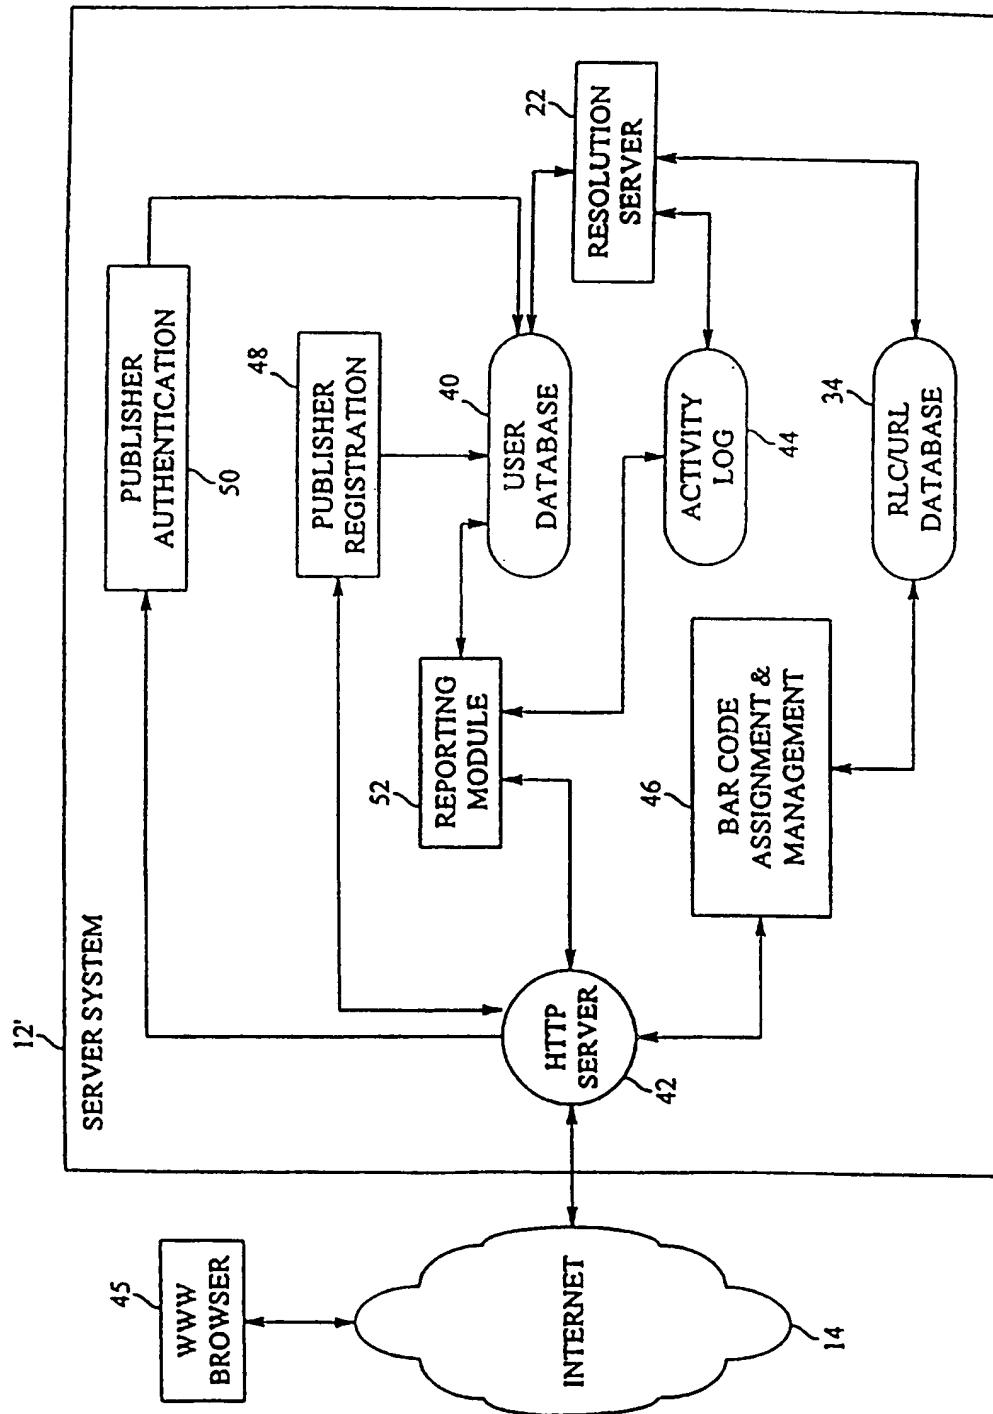 12'
SERVER SYSTEM
PUBLISHER
AUTHENTICATION
50
PUBLISHER
REGISTRATION
48
REPORTING
MODULE
52
USER
DATABASE
40
RESOLUTION
SERVER
22
ACTIVITY
LOG
44
BAR CODE
ASSIGNMENT &
MANAGEMENT
46
RLC/URL
DATABASE
34
HTTP
SERVER
42
WWW
BROWSER
45
INTERNET
14